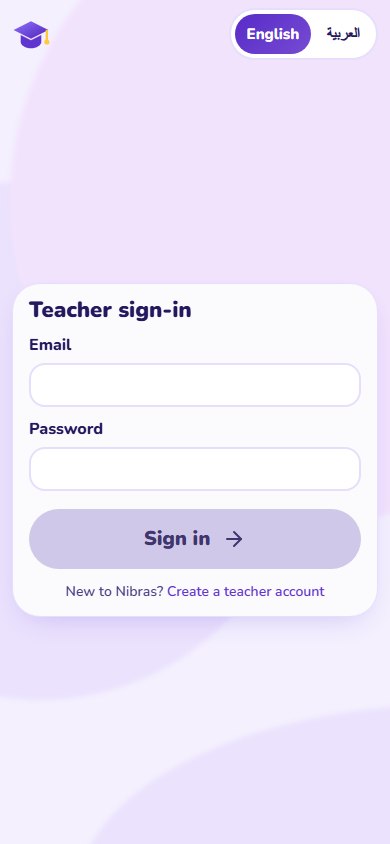 English
العربية
Teacher sign-in
Email
Password
Sign in →
New to Nibras? Create a teacher account